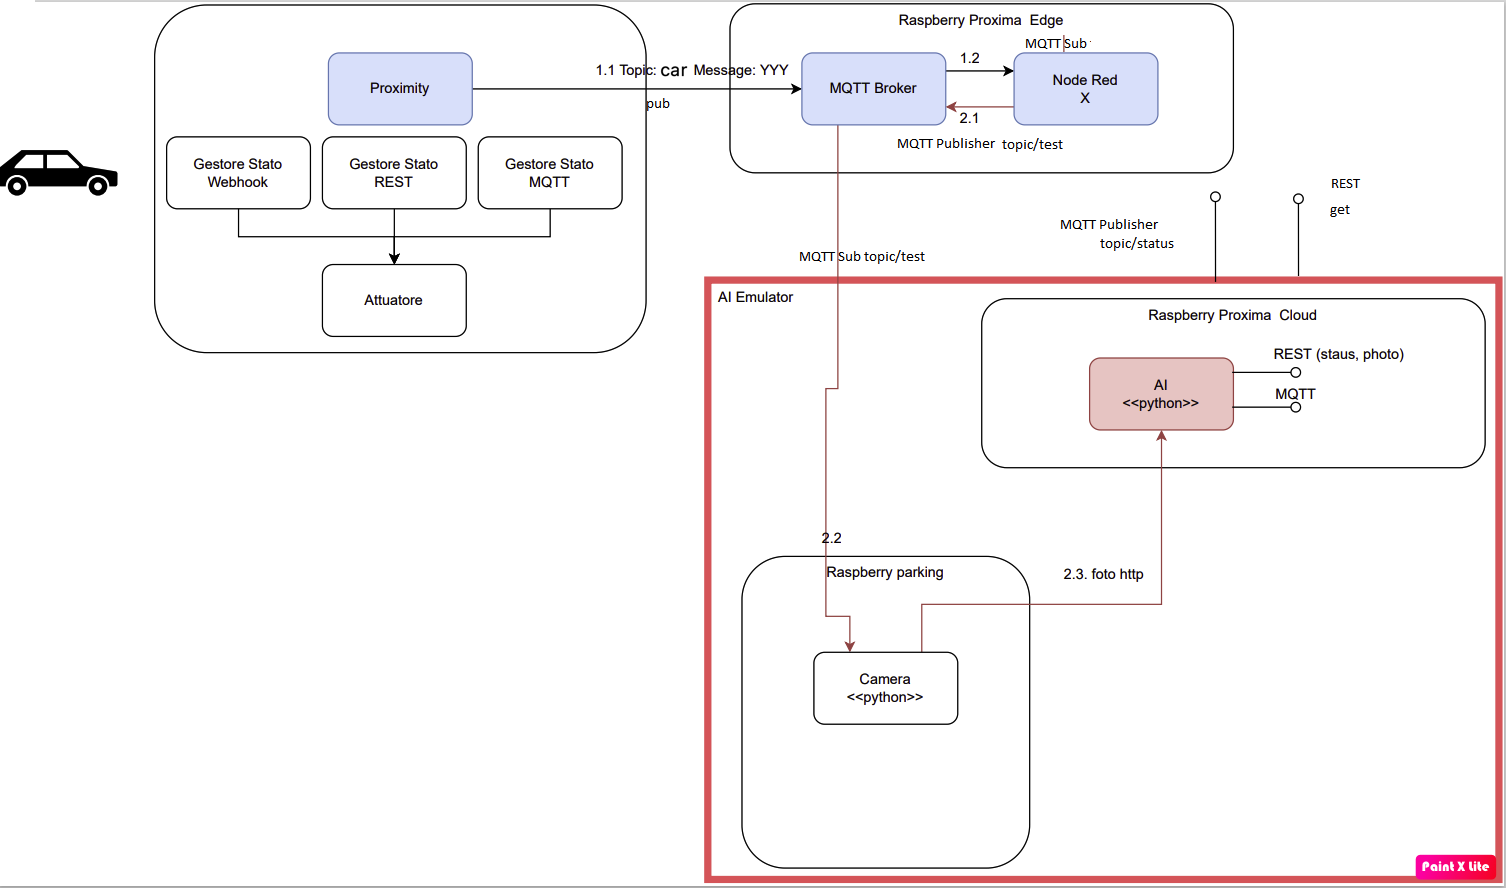 Raspberry Proxima Edge
MQTT Sub
1.1 Topic: car Message: YYY
pub
Proximity
MQTT Broker
1.2
2.1
Node Red
X
MQTT Publisher topic/test
Gestore Stato
Webhook
Gestore Stato
REST
Gestore Stato
MQTT
Attuatore
REST
get
MQTT Publisher
topic/status
MQTT Sub topic/test
AI Emulator
Raspberry Proxima Cloud
REST (staus, photo)
MQTT
AI
<<python>>
2.2
Raspberry parking
2.3. foto http
Camera
<<python>>
Paint X Lite